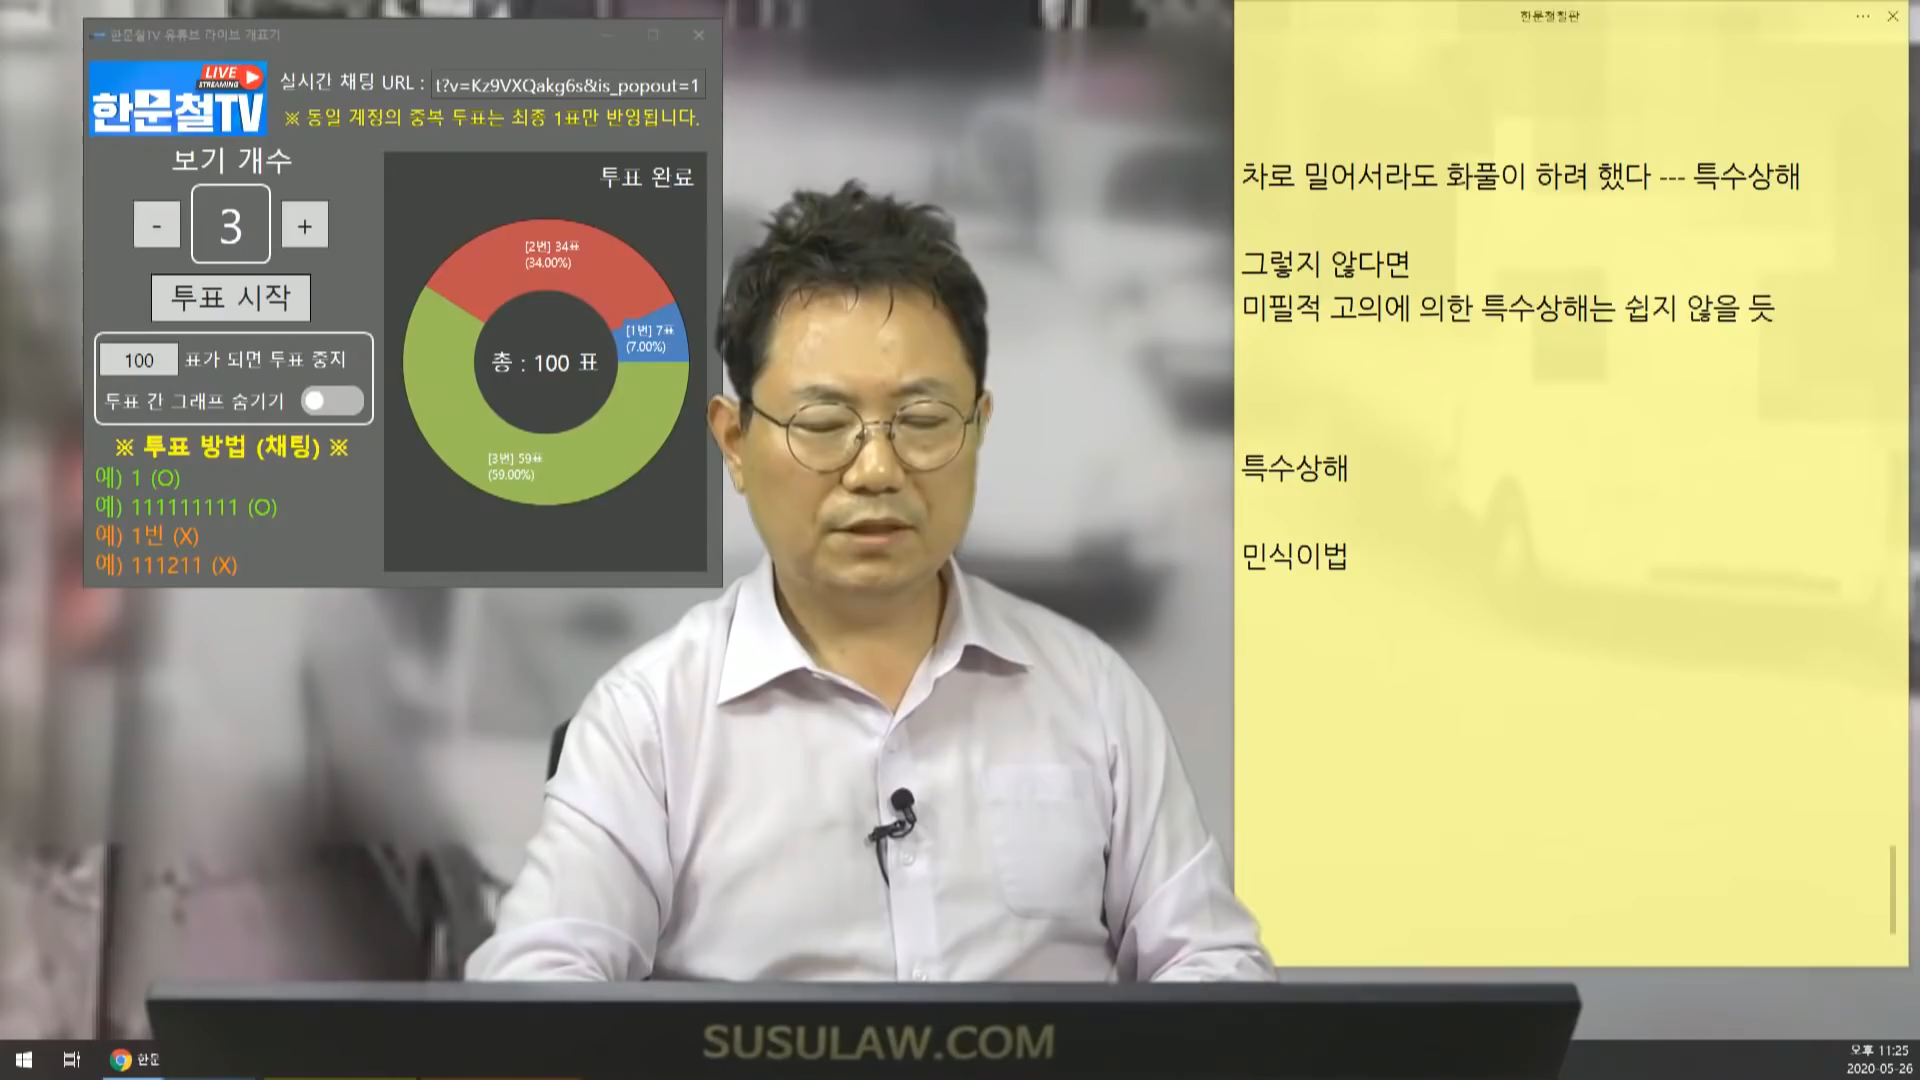 한문철TV 유튜브 라이브 개표기
LIVE
STREAMING
한문철TV
실시간 채팅 URL : t?v=Kz9VXQakg6s&is_popout=1
※ 동일 계정의 중복 투표는 최종 1표만 반영됩니다.
보기 개수
- 3 +
투표 시작
100 표가 되면 투표 중지
투표 간 그래프 숨기기
※ 투표 방법 (채팅) ※
예) 1 (O)
예) 111111111 (O)
예) 1번 (X)
예) 111211 (X)
투표 완료
[2번] 34표
(34.00%)
[1번] 7표
(7.00%)
총 : 100 표
[3번] 59표
(59.00%)
한문철칠판
차로 밀어서라도 화풀이 하려 했다 --- 특수상해
그렇지 않다면
미필적 고의에 의한 특수상해는 쉽지 않을 듯
특수상해
민식이법
SUSULAW.COM
한문
오후 11:25
2020-05-26